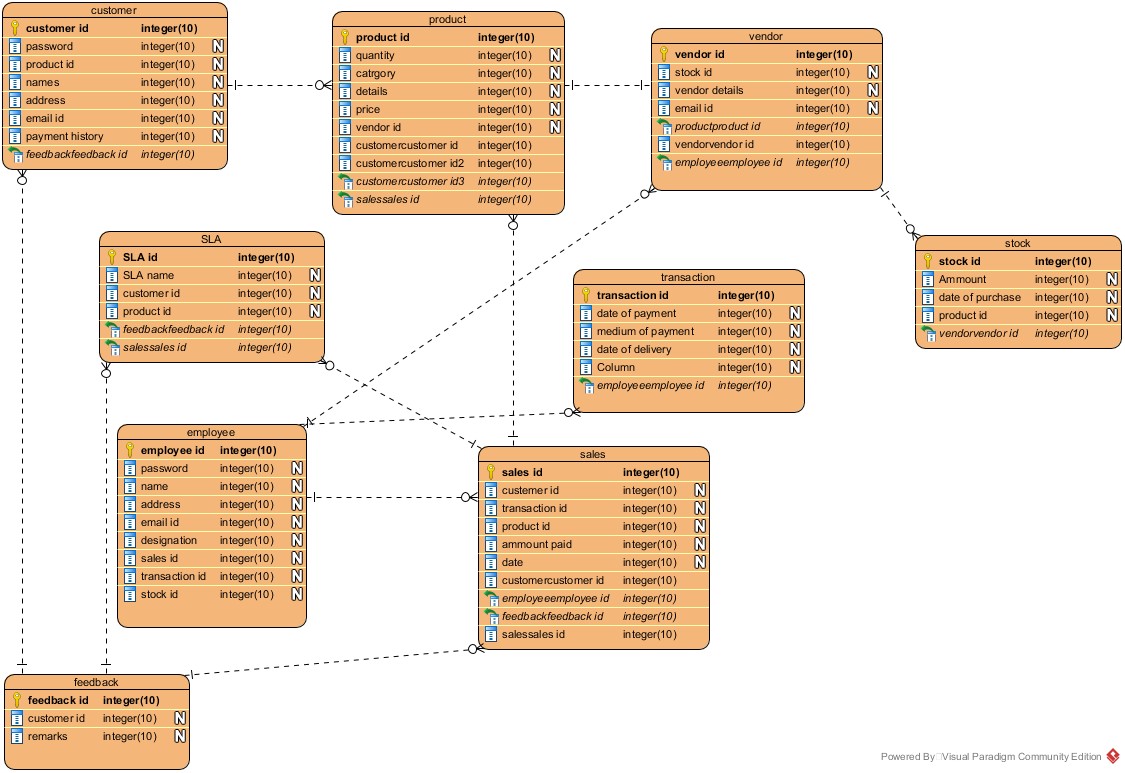 customer
customer id integer(10)
password integer(10) N
product id integer(10) N
names integer(10) N
address integer(10) N
email id integer(10) N
payment history integer(10) N
feedbackfeedback id integer(10)
product
product id integer(10)
quantity integer(10) N
catrgory integer(10) N
details integer(10) N
price integer(10) N
vendor id integer(10) N
customercustomer id integer(10)
customercustomer id2 integer(10)
customercustomer id3 integer(10)
salessales id integer(10)
vendor
vendor id integer(10)
stock id integer(10) N
vendor details integer(10) N
email id integer(10) N
productproduct id integer(10)
vendorvendor id integer(10)
employeeemployee id integer(10)
SLA
SLA id integer(10)
SLA name integer(10) N
customer id integer(10) N
product id integer(10) N
feedbackfeedback id integer(10)
salessales id integer(10)
transaction
transaction id integer(10)
date of payment integer(10) N
medium of payment integer(10) N
date of delivery integer(10) N
Column integer(10) N
employeeemployee id integer(10)
stock
stock id integer(10)
Ammount integer(10) N
date of purchase integer(10) N
product id integer(10) N
vendorvendor id integer(10)
employee
employee id integer(10)
password integer(10) N
name integer(10) N
address integer(10) N
email id integer(10) N
designation integer(10) N
sales id integer(10) N
transaction id integer(10) N
stock id integer(10) N
sales
sales id integer(10)
custemer id integer(10) N
transaction id integer(10) N
product id integer(10) N
ammount paid integer(10) N
date integer(10) N
customercustomer id integer(10)
employeeemployee id integer(10)
feedbackfeedback id integer(10)
salessales id integer(10)
feedback
feedback id integer(10)
customer id integer(10) N
remarks integer(10) N
Powered By Visual Paradigm Community Edition